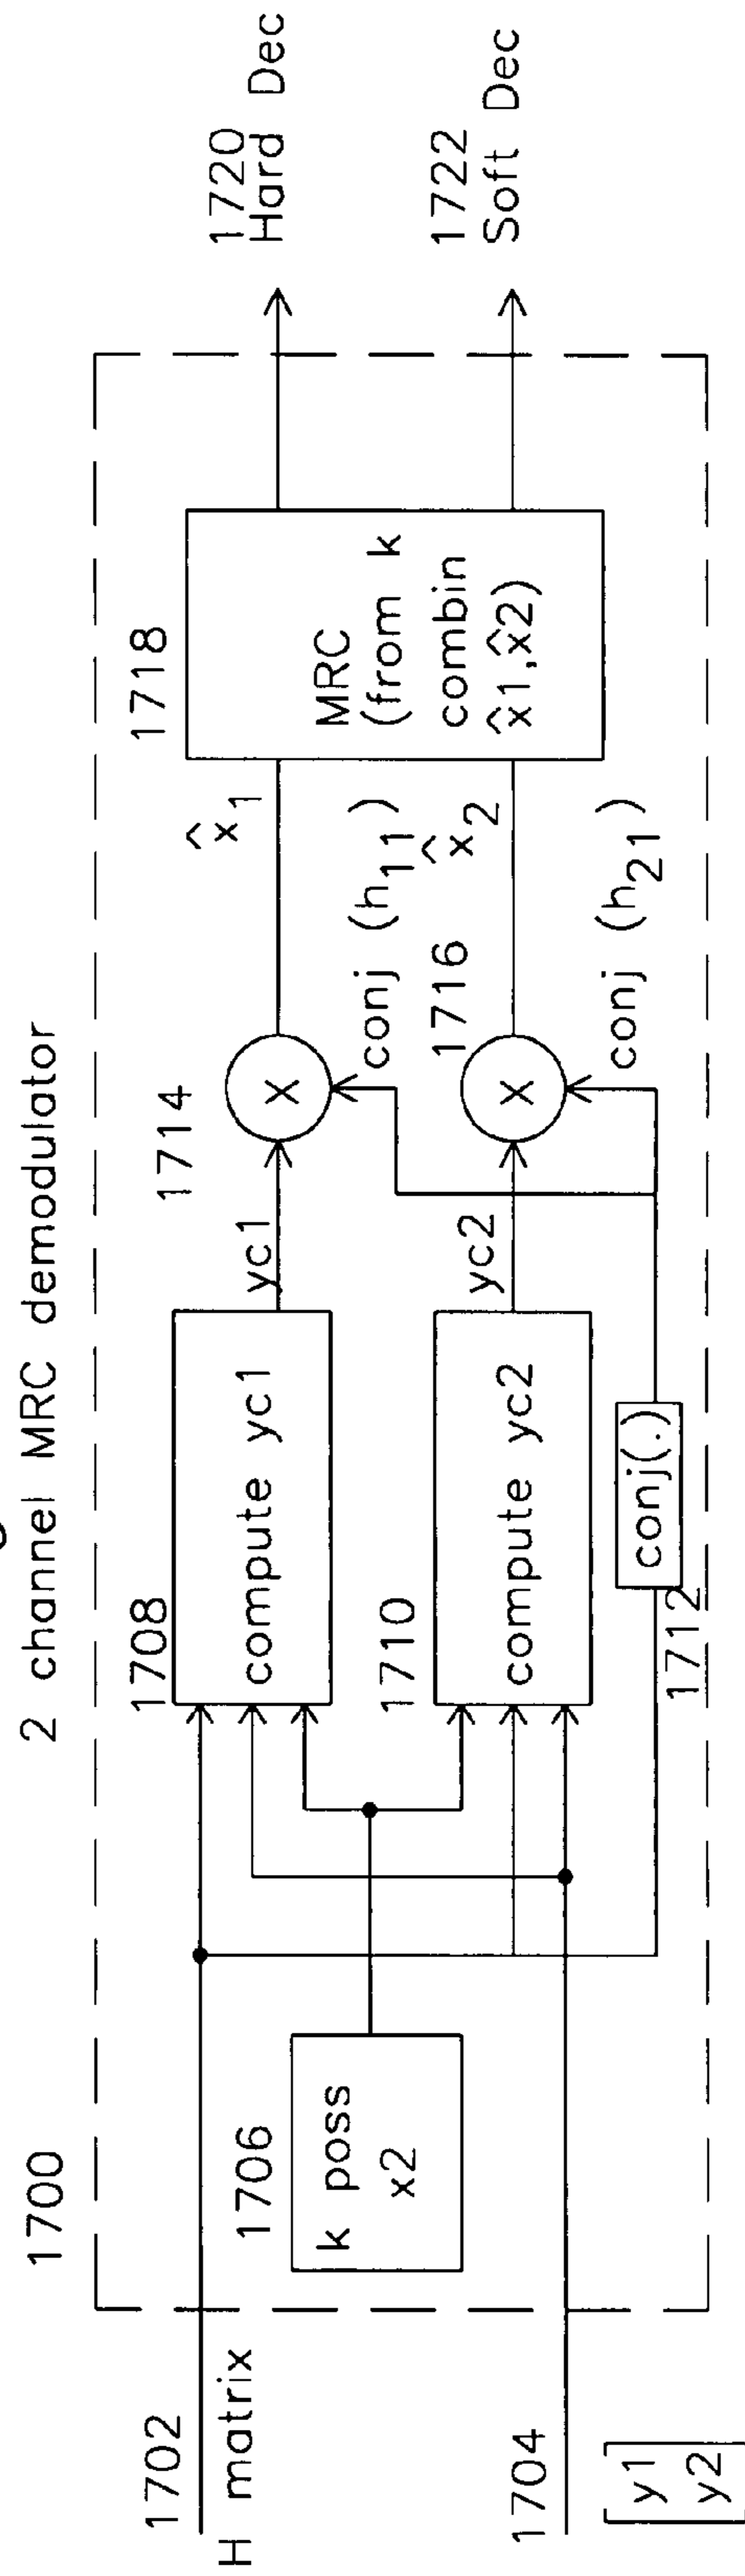 2 channel MRC demodulator
1700
1702
H matrix
1704
y1
y2
1706
k poss
x2
1708
compute yc1
yc1
1710
compute yc2
yc2
1712
conj(.)
1714
X
conj (h11)
x̂1
1716
X
conj (h21)
x̂2
1718
MRC
(from k
combin
x̂1,x̂2)
1720
Hard Dec
1722
Soft Dec